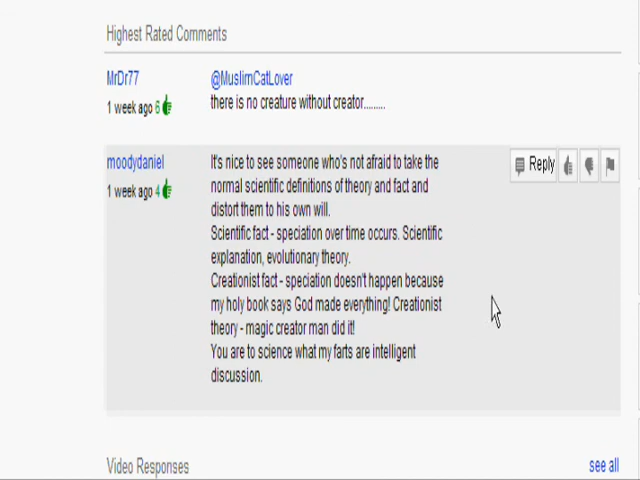 Highest Rated Comments
MrDr77 @MuslimCatLover
1 week ago 6 there is no creature without creator........
moodydaniel It's nice to see someone who's not afraid to take the
1 week ago 4 normal scientific definitions of theory and fact and
distort them to his own will.
Scientific fact - speciation over time occurs. Scientific
explanation, evolutionary theory.
Creationist fact - speciation doesn't happen because
my holy book says God made everything! Creationist
theory - magic creator man did it!
You are to science what my farts are intelligent
discussion.
Reply
Video Responses see all